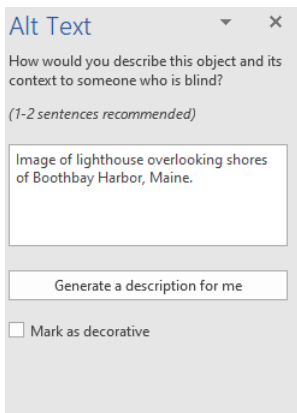 Alt Text
How would you describe this object and its
context to someone who is blind?
(1-2 sentences recommended)
Image of lighthouse overlooking shores
of Boothbay Harbor, Maine.
Generate a description for me
Mark as decorative